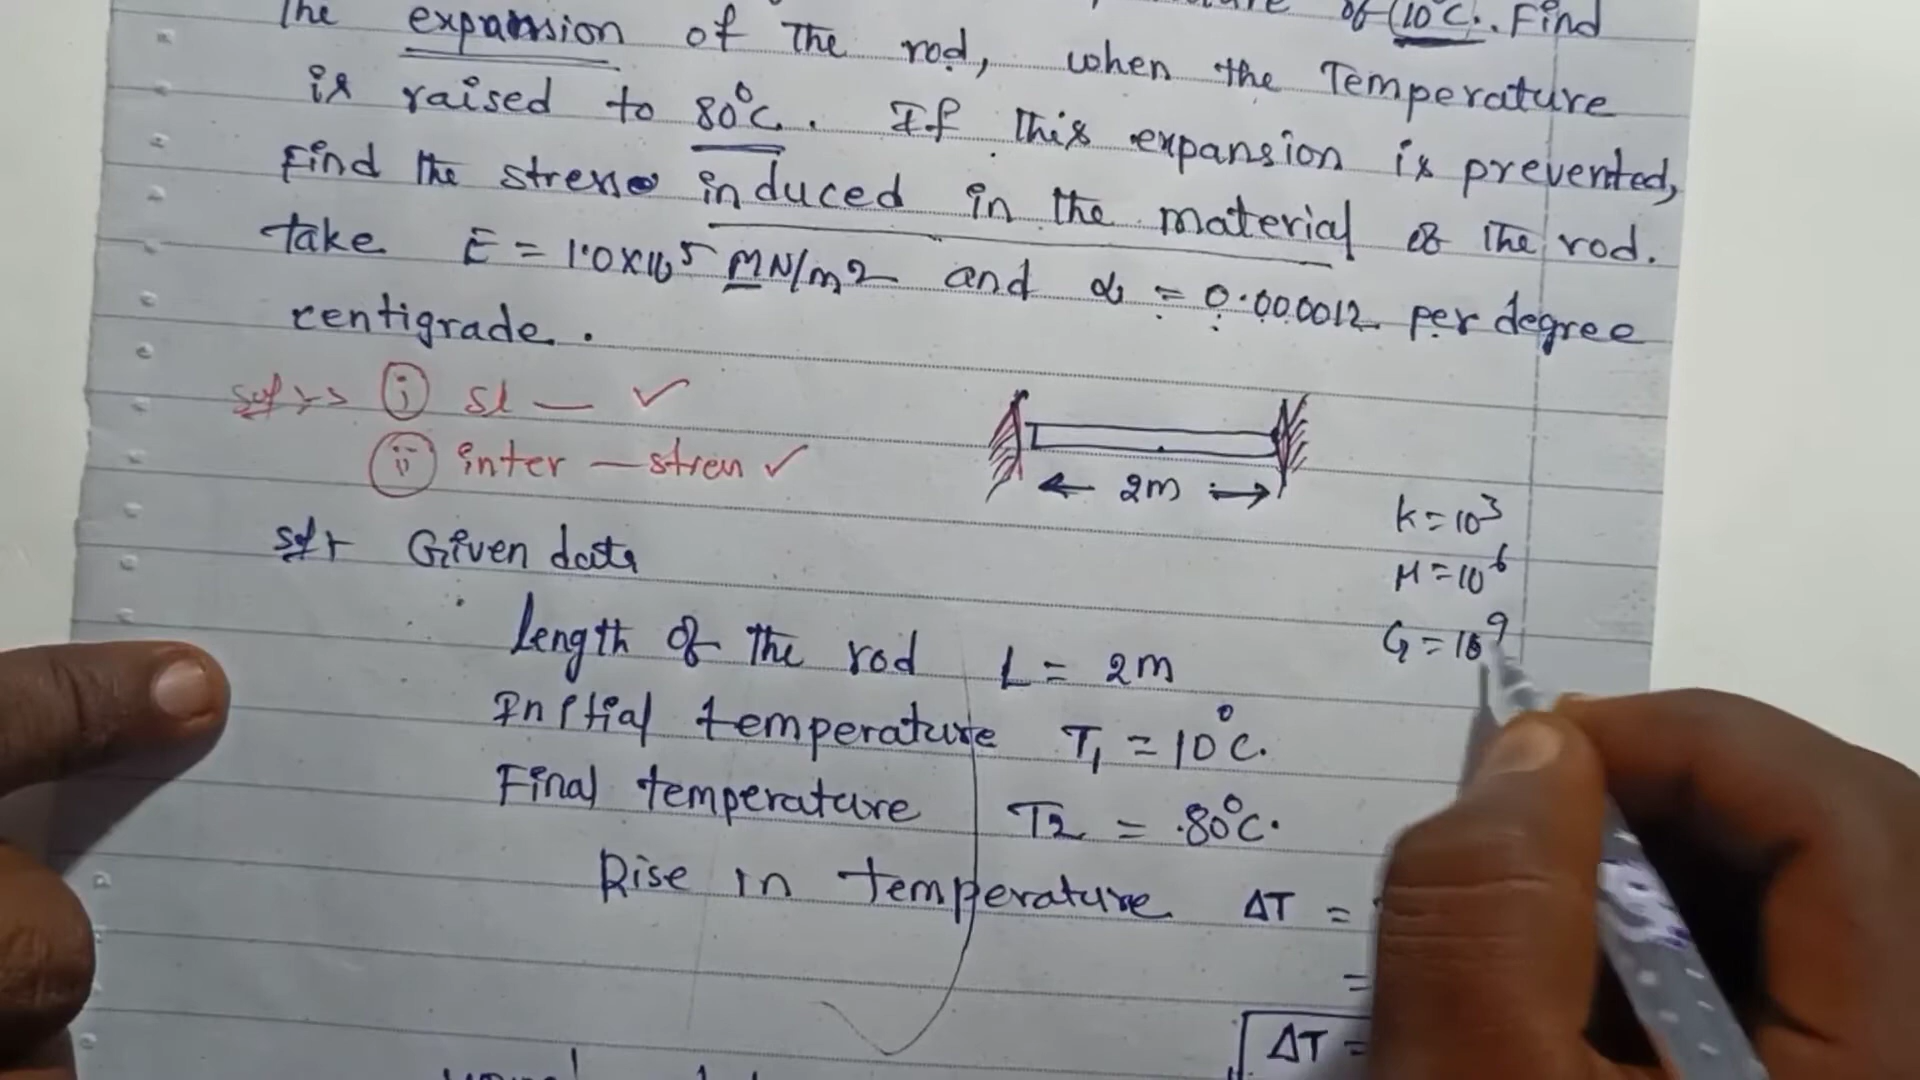 of 10°C. Find
The expansion of The rod, when the Temperature
is raised to 80°C. If This expansion is prevented,
Find the stress induced in the material of The rod.
take E = 1.0×10⁵ MN/m2 and α = 0.000012 per degree
centigrade.
(i) δl — ✓
(ii) inter — stress ✓
2m
K = 10³
M = 10⁶
G = 10⁹
Given data
Length of the rod L = 2m
Initial temperature T₁ = 10°C.
Final temperature T2 = 80°C.
Rise in temperature ΔT =
=
ΔT =